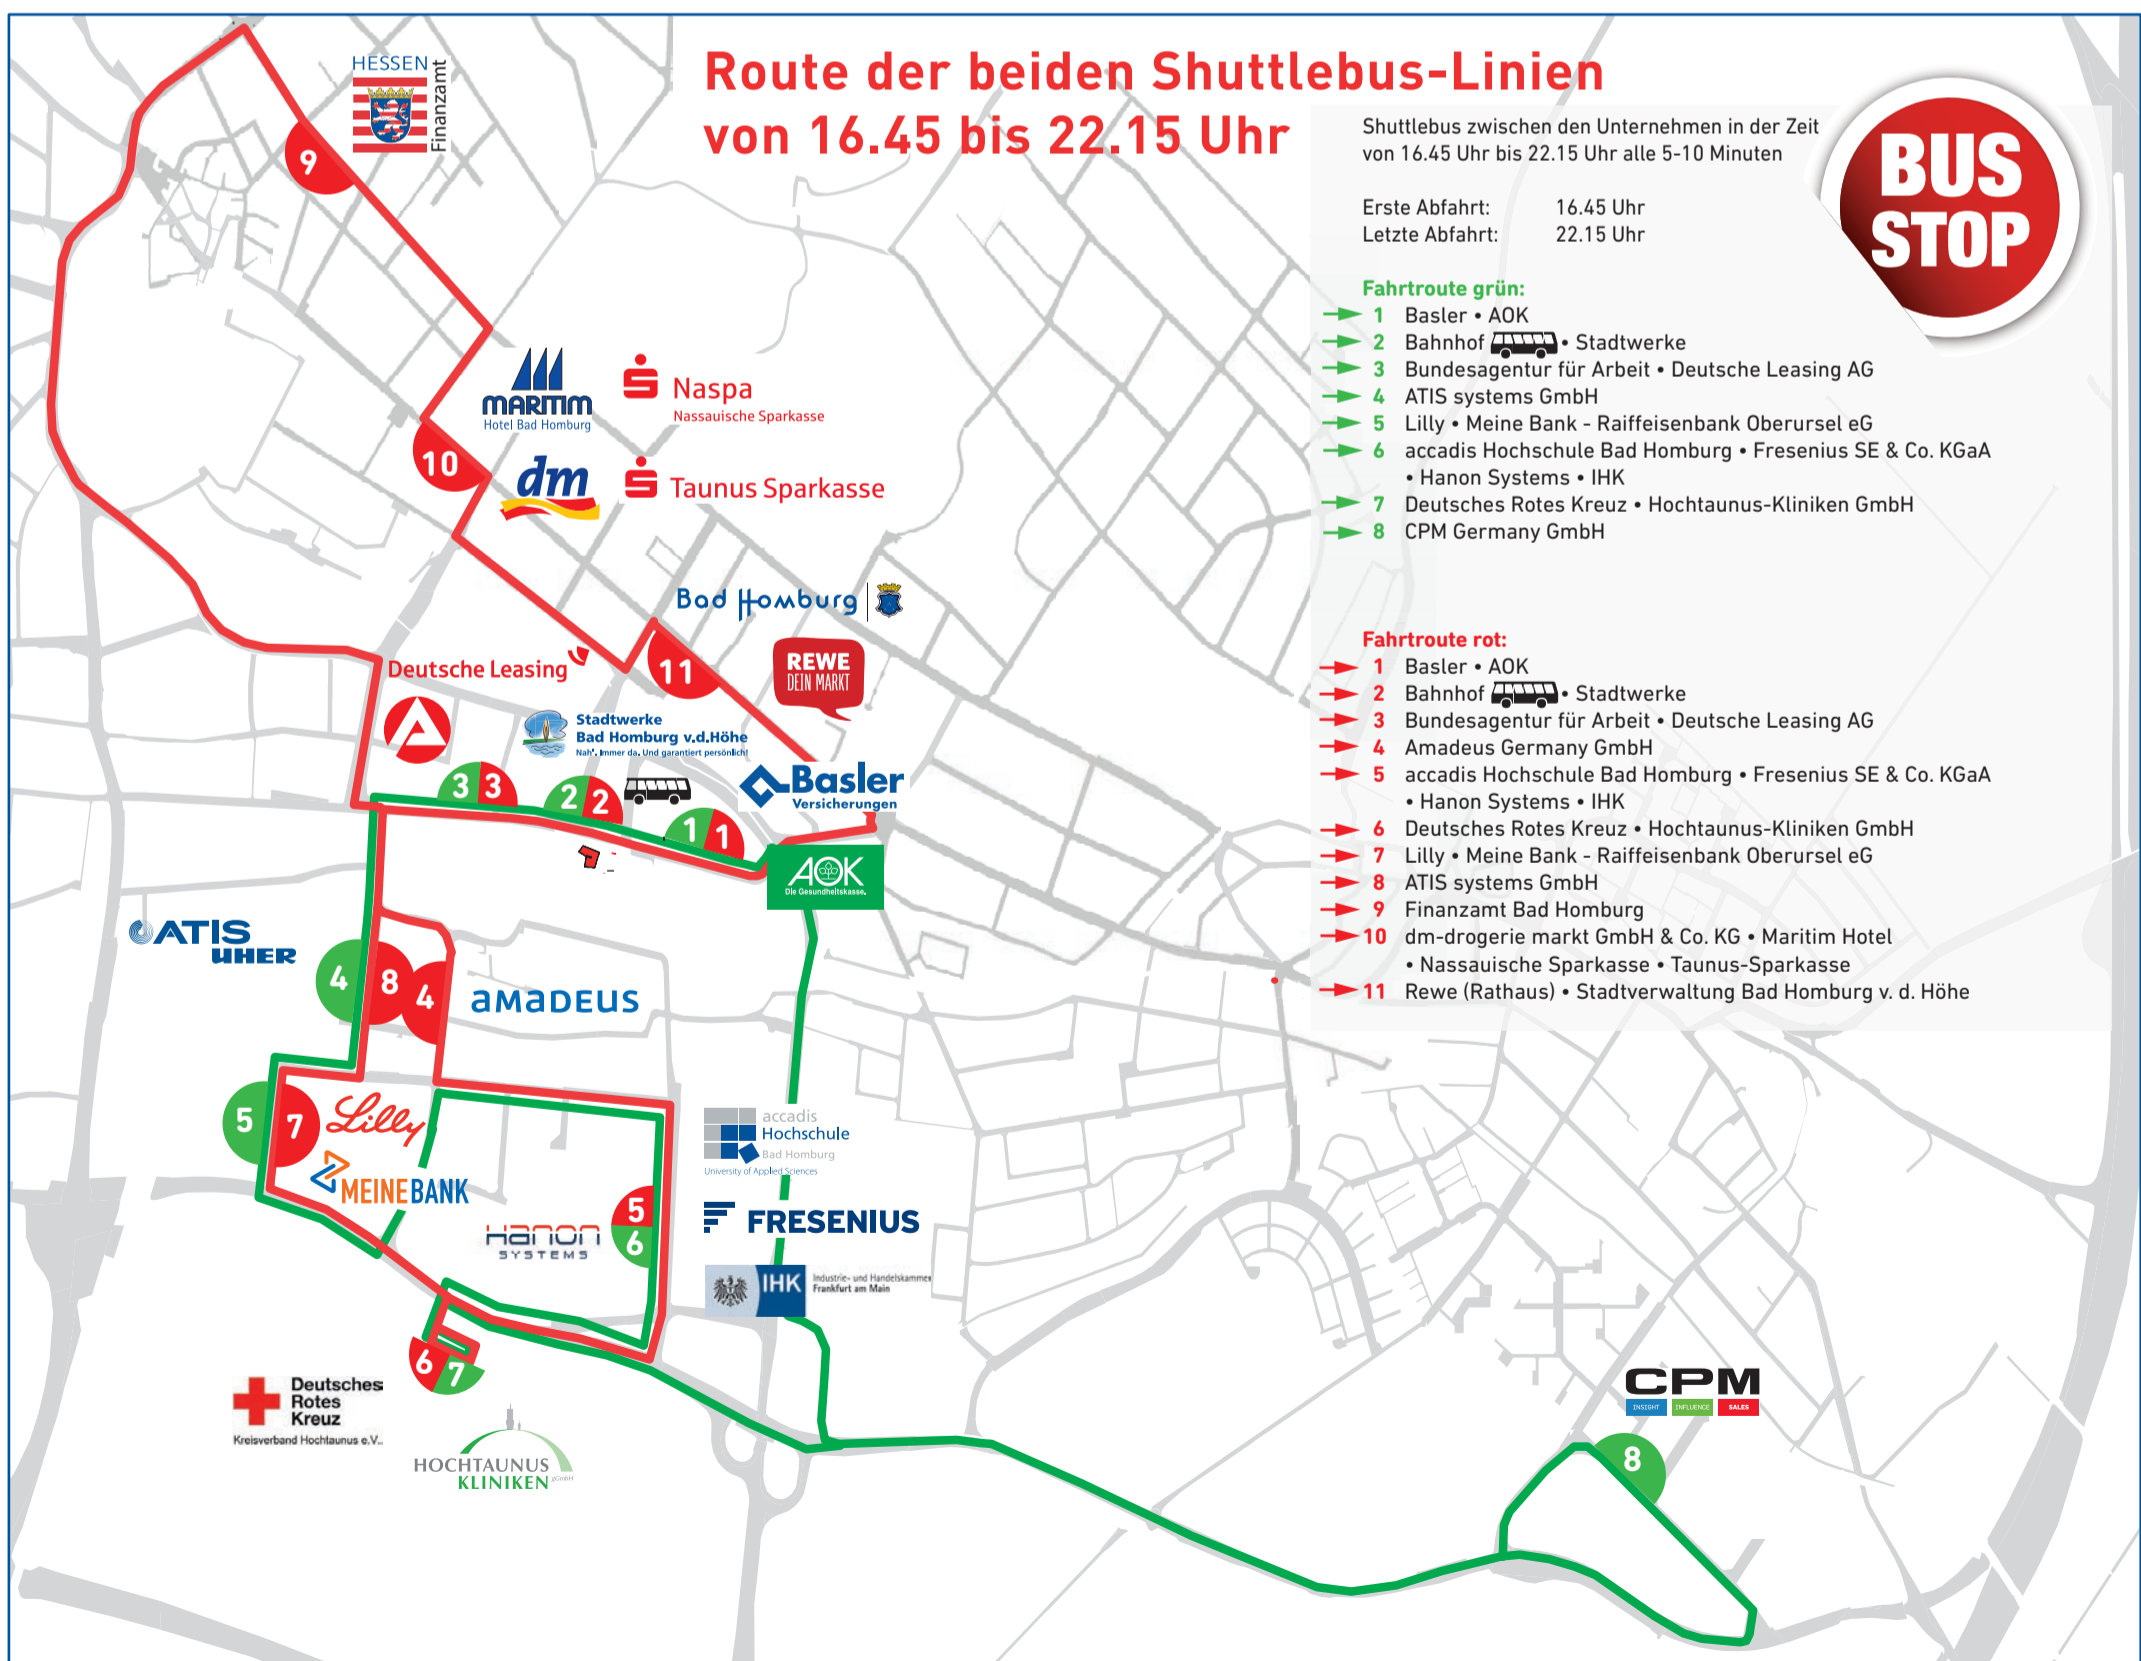 Route der beiden Shuttlebus-Linien
von 16.45 bis 22.15 Uhr
Shuttlebus zwischen den Unternehmen in der Zeit
von 16.45 Uhr bis 22.15 Uhr alle 5-10 Minuten
Erste Abfahrt: 16.45 Uhr
Letzte Abfahrt: 22.15 Uhr
BUS
STOP
Fahrtroute grün:
1 Basler • AOK
2 Bahnhof • Stadtwerke
3 Bundesagentur für Arbeit • Deutsche Leasing AG
4 ATIS systems GmbH
5 Lilly • Meine Bank - Raiffeisenbank Oberursel eG
6 accadis Hochschule Bad Homburg • Fresenius SE & Co. KGaA
• Hanon Systems • IHK
7 Deutsches Rotes Kreuz • Hochtaunus-Kliniken GmbH
8 CPM Germany GmbH
Fahrtroute rot:
1 Basler • AOK
2 Bahnhof • Stadtwerke
3 Bundesagentur für Arbeit • Deutsche Leasing AG
4 Amadeus Germany GmbH
5 accadis Hochschule Bad Homburg • Fresenius SE & Co. KGaA
• Hanon Systems • IHK
6 Deutsches Rotes Kreuz • Hochtaunus-Kliniken GmbH
7 Lilly • Meine Bank - Raiffeisenbank Oberursel eG
8 ATIS systems GmbH
9 Finanzamt Bad Homburg
10 dm-drogerie markt GmbH & Co. KG • Maritim Hotel
• Nassauische Sparkasse • Taunus-Sparkasse
11 Rewe (Rathaus) • Stadtverwaltung Bad Homburg v. d. Höhe
HESSEN
Finanzamt
9
MARITIM
Hotel Bad Homburg
Naspa
Nassauische Sparkasse
10
dm
Taunus Sparkasse
Bad Homburg
Deutsche Leasing
11
REWE
DEIN MARKT
Stadtwerke
Bad Homburg v.d.Höhe
Nah'. Immer da. Und garantiert persönlich!
3 3
2 2
1 1
Basler
Versicherungen
AOK
Die Gesundheitskasse.
ATIS
UHER
4
8
4
amadeus
5
7
Lilly
MEINE BANK
accadis
Hochschule
Bad Homburg
University of Applied Sciences
5
6
Hanon
SYSTEMS
FRESENIUS
IHK
Industrie- und Handelskammer
Frankfurt am Main
6
7
Deutsches
Rotes
Kreuz
Kreisverband Hochtaunus e.V.
HOCHTAUNUS
KLINIKEN gGmbH
CPM
INSIGHT INFLUENCE SALES
8